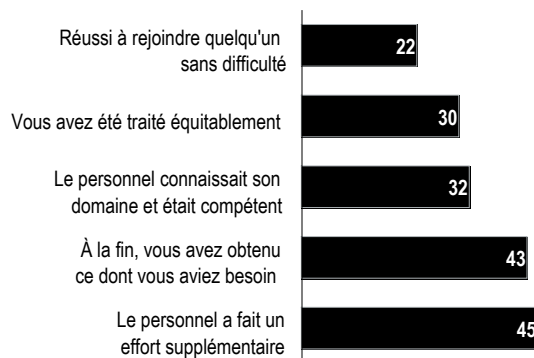 Réussi à rejoindre quelqu'un
sans difficulté
22
Vous avez été traité équitablement
30
Le personnel connaissait son
domaine et était compétent
32
À la fin, vous avez obtenu
ce dont vous aviez besoin
43
Le personnel a fait un
effort supplémentaire
45